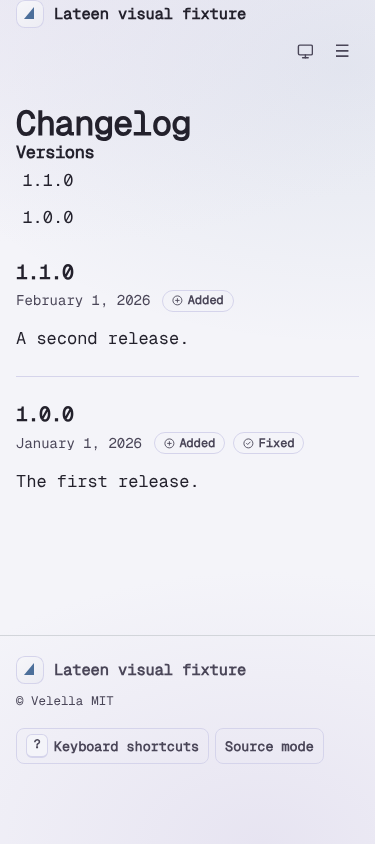 Lateen visual fixture
Changelog
Versions
1.1.0
1.0.0
1.1.0
February 1, 2026 Added
A second release.
1.0.0
January 1, 2026 Added Fixed
The first release.
Lateen visual fixture
© Velella MIT
? Keyboard shortcuts Source mode